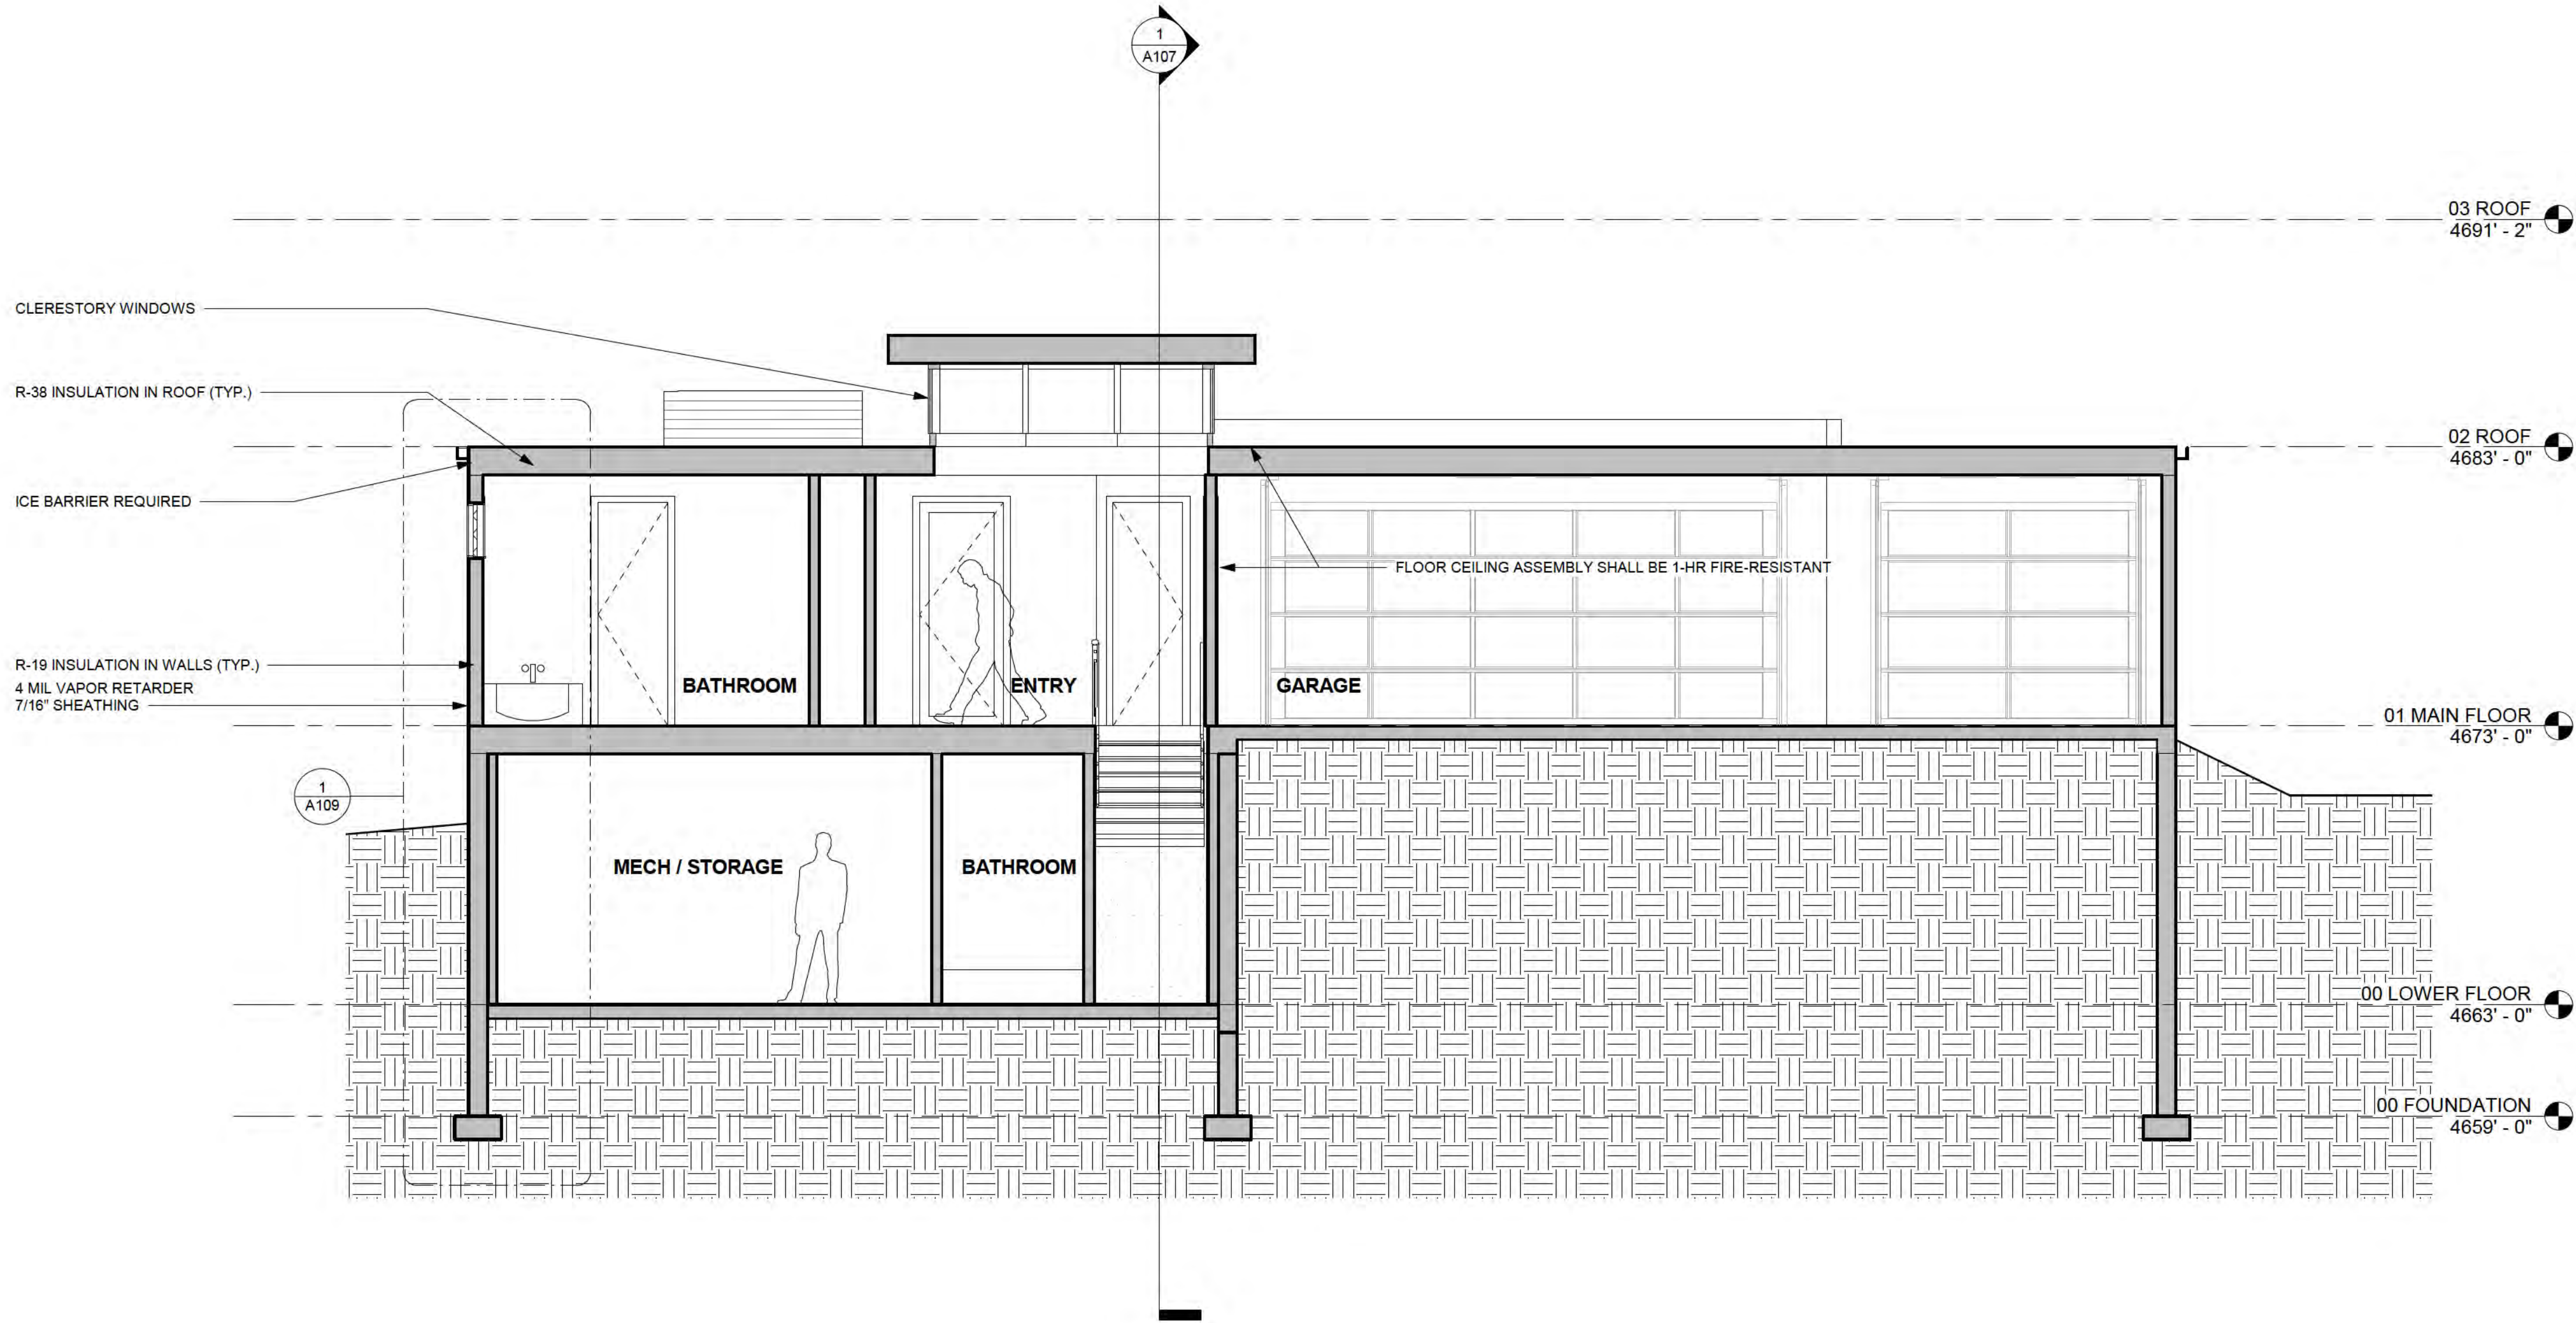 1
A107
03 ROOF
4691' - 2"
CLERESTORY WINDOWS
R-38 INSULATION IN ROOF (TYP.)
02 ROOF
4683' - 0"
ICE BARRIER REQUIRED
FLOOR CEILING ASSEMBLY SHALL BE 1-HR FIRE-RESISTANT
R-19 INSULATION IN WALLS (TYP.)
4 MIL VAPOR RETARDER
7/16" SHEATHING
BATHROOM
ENTRY
GARAGE
01 MAIN FLOOR
4673' - 0"
1
A109
MECH / STORAGE
BATHROOM
00 LOWER FLOOR
4663' - 0"
00 FOUNDATION
4659' - 0"